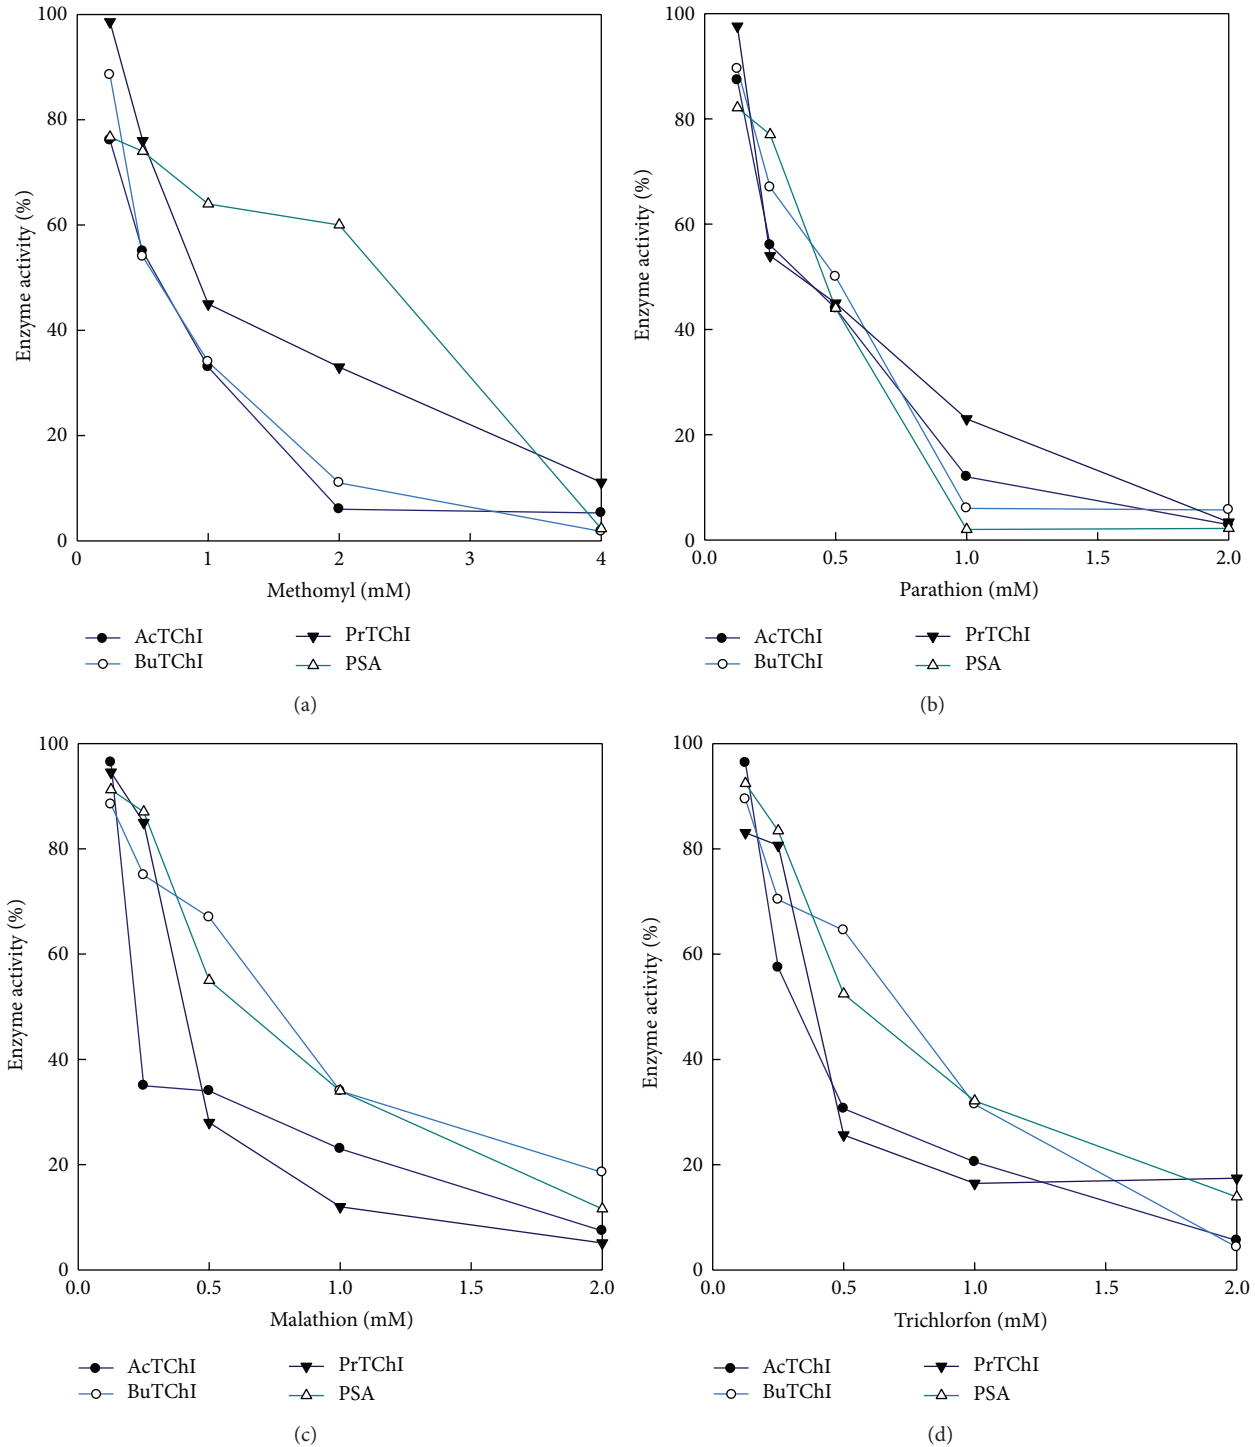 100
80
60
40
20
0
Enzyme activity (%)
0 1 2 3 4
Methomyl (mM)
AcTChI PrTChI
BuTChI PSA
(a)
100
80
60
40
20
0
Enzyme activity (%)
0.0 0.5 1.0 1.5 2.0
Parathion (mM)
AcTChI PrTChI
BuTChI PSA
(b)
100
80
60
40
20
0
Enzyme activity (%)
0.0 0.5 1.0 1.5 2.0
Malathion (mM)
AcTChI PrTChI
BuTChI PSA
(c)
100
80
60
40
20
0
Enzyme activity (%)
0.0 0.5 1.0 1.5 2.0
Trichlorfon (mM)
AcTChI PrTChI
BuTChI PSA
(d)